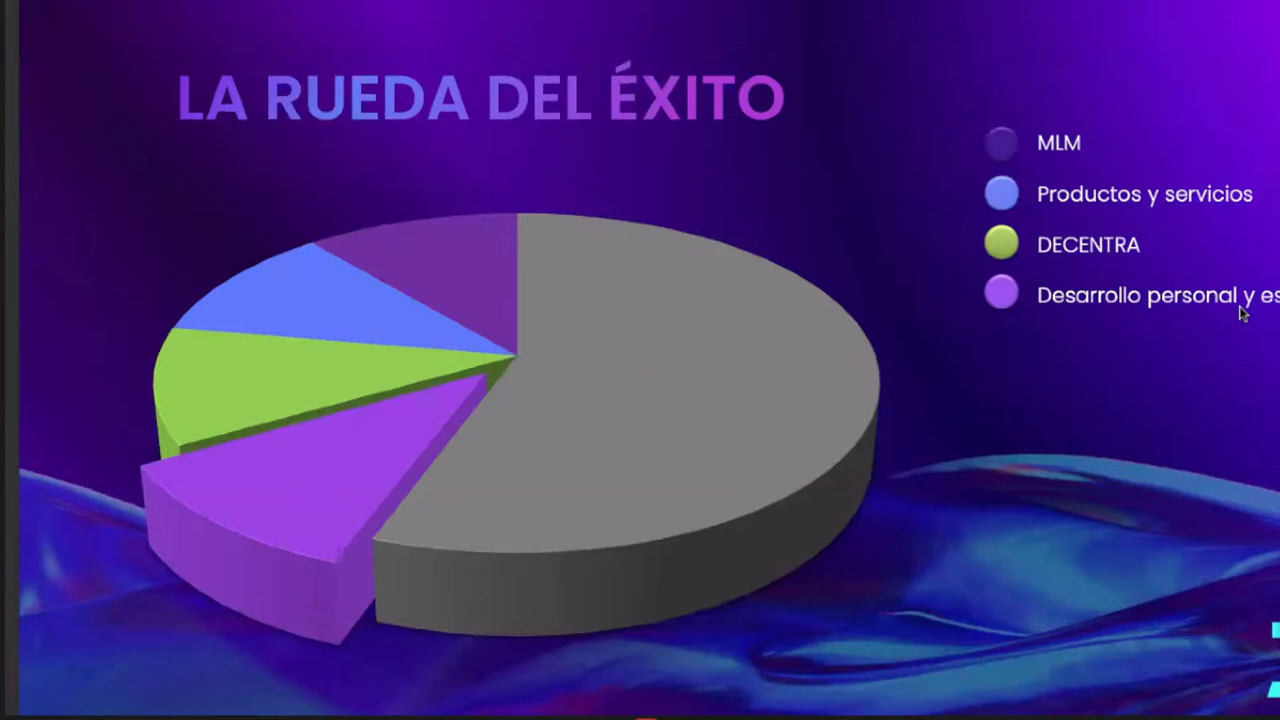 LA RUEDA DEL ÉXITO
MLM
Productos y servicios
DECENTRA
Desarrollo personal y